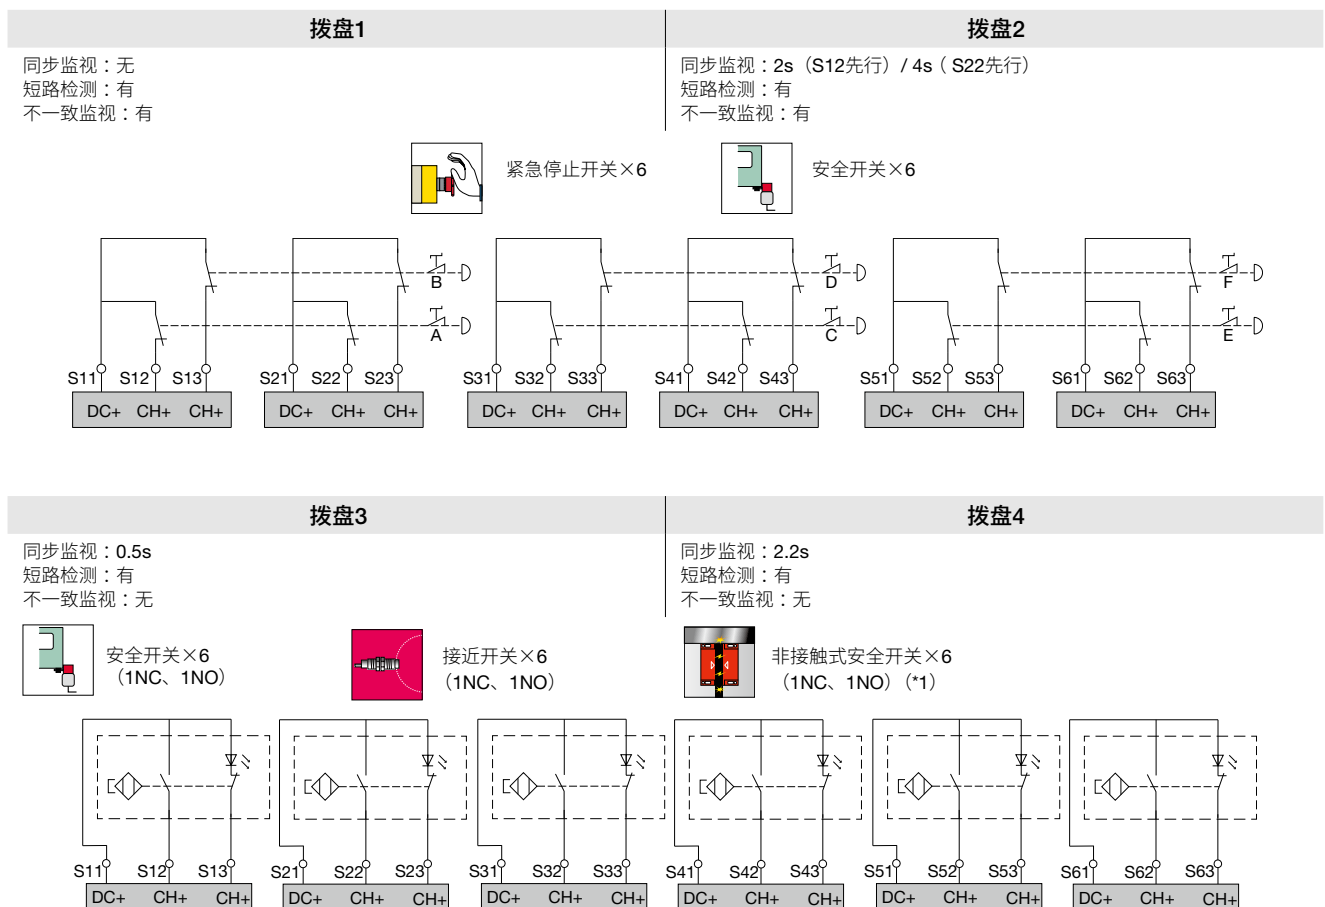 拨盘1
拨盘2
同步监视：无
短路检测：有
不一致监视：有
同步监视：2s（S12先行）/ 4s（ S22先行）
短路检测：有
不一致监视：有
紧急停止开关×6
安全开关×6
B D F
A C E
S11 S12 S13 S21 S22 S23 S31 S32 S33 S41 S42 S43 S51 S52 S53 S61 S62 S63
DC+ CH+ CH+ DC+ CH+ CH+ DC+ CH+ CH+ DC+ CH+ CH+ DC+ CH+ CH+ DC+ CH+ CH+
拨盘3
拨盘4
同步监视：0.5s
短路检测：有
不一致监视：无
同步监视：2.2s
短路检测：有
不一致监视：无
安全开关×6
（1NC、1NO）
接近开关×6
（1NC、1NO）
非接触式安全开关×6
（1NC、1NO）（*1）
S11 S12 S13 S21 S22 S23 S31 S32 S33 S41 S42 S43 S51 S52 S53 S61 S62 S63
DC+ CH+ CH+ DC+ CH+ CH+ DC+ CH+ CH+ DC+ CH+ CH+ DC+ CH+ CH+ DC+ CH+ CH+